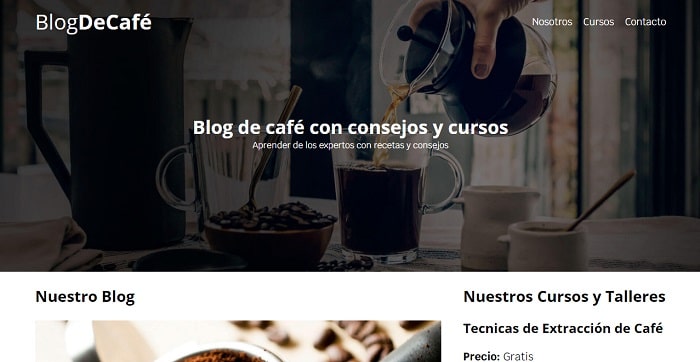 BlogDeCafé
Nosotros Cursos Contacto
Blog de café con consejos y cursos
Aprender de los expertos con recetas y consejos
Nuestro Blog
Nuestros Cursos y Talleres
Tecnicas de Extracción de Café
Precio: Gratis